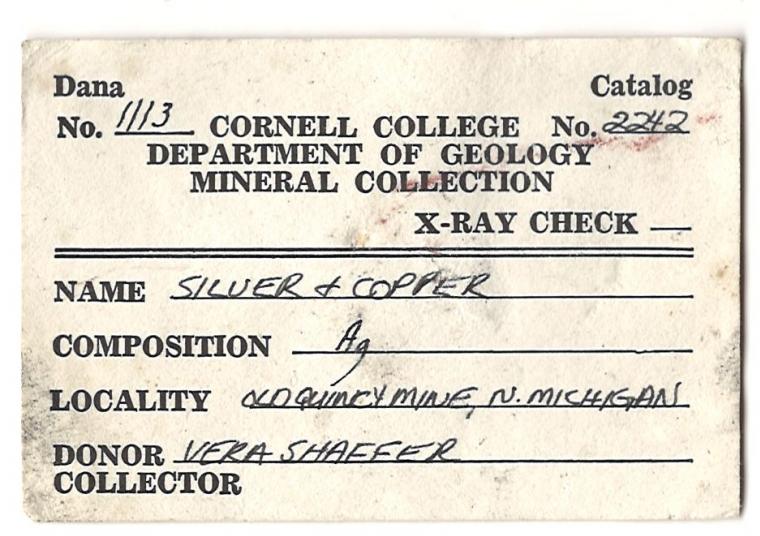 Dana Catalog
No. 1113 CORNELL COLLEGE No. 2242
DEPARTMENT OF GEOLOGY
MINERAL COLLECTION
X-RAY CHECK
NAME SILVER & COPPER
COMPOSITION Ag
LOCALITY OLD QUINCY MINE, N. MICHIGAN
DONOR VERA SHAFFER
COLLECTOR